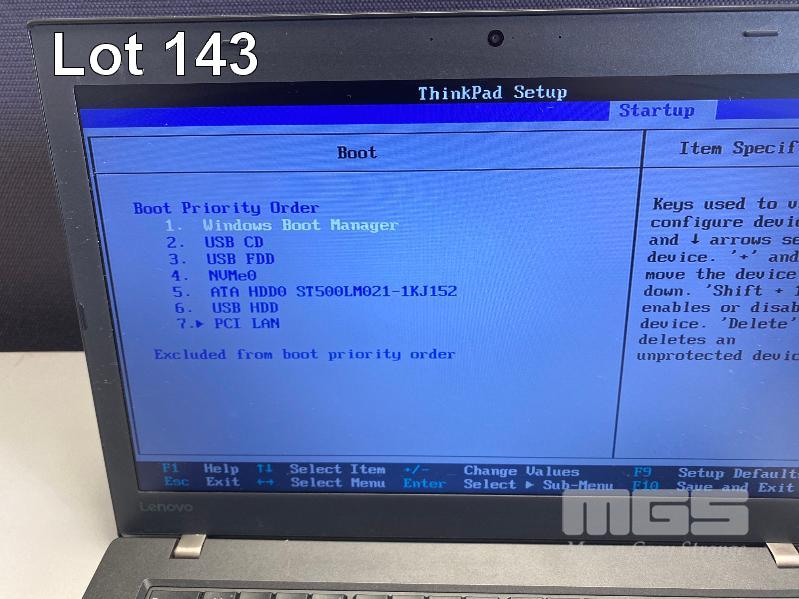 Lot 143
ThinkPad Setup
Startup
Boot
Item Specif
Boot Priority Order
1. Windows Boot Manager
2. USB CD
3. USB FDD
4. NVMe0
5. ATA HDD0 ST500LM021-1KJ152
6. USB HDD
7.▸ PCI LAN
Excluded from boot priority order
Keys used to v
configure devic
and ↓ arrows se
device. '+' and
move the device
down. 'Shift + 1
enables or disab
device. 'Delete'
deletes an
unprotected devic
F1 Help ↑↓ Select Item +/- Change Values F9 Setup Default
Esc Exit ←→ Select Menu Enter Select ▸ Sub-Menu F10 Save and Exit
Lenovo
MGS